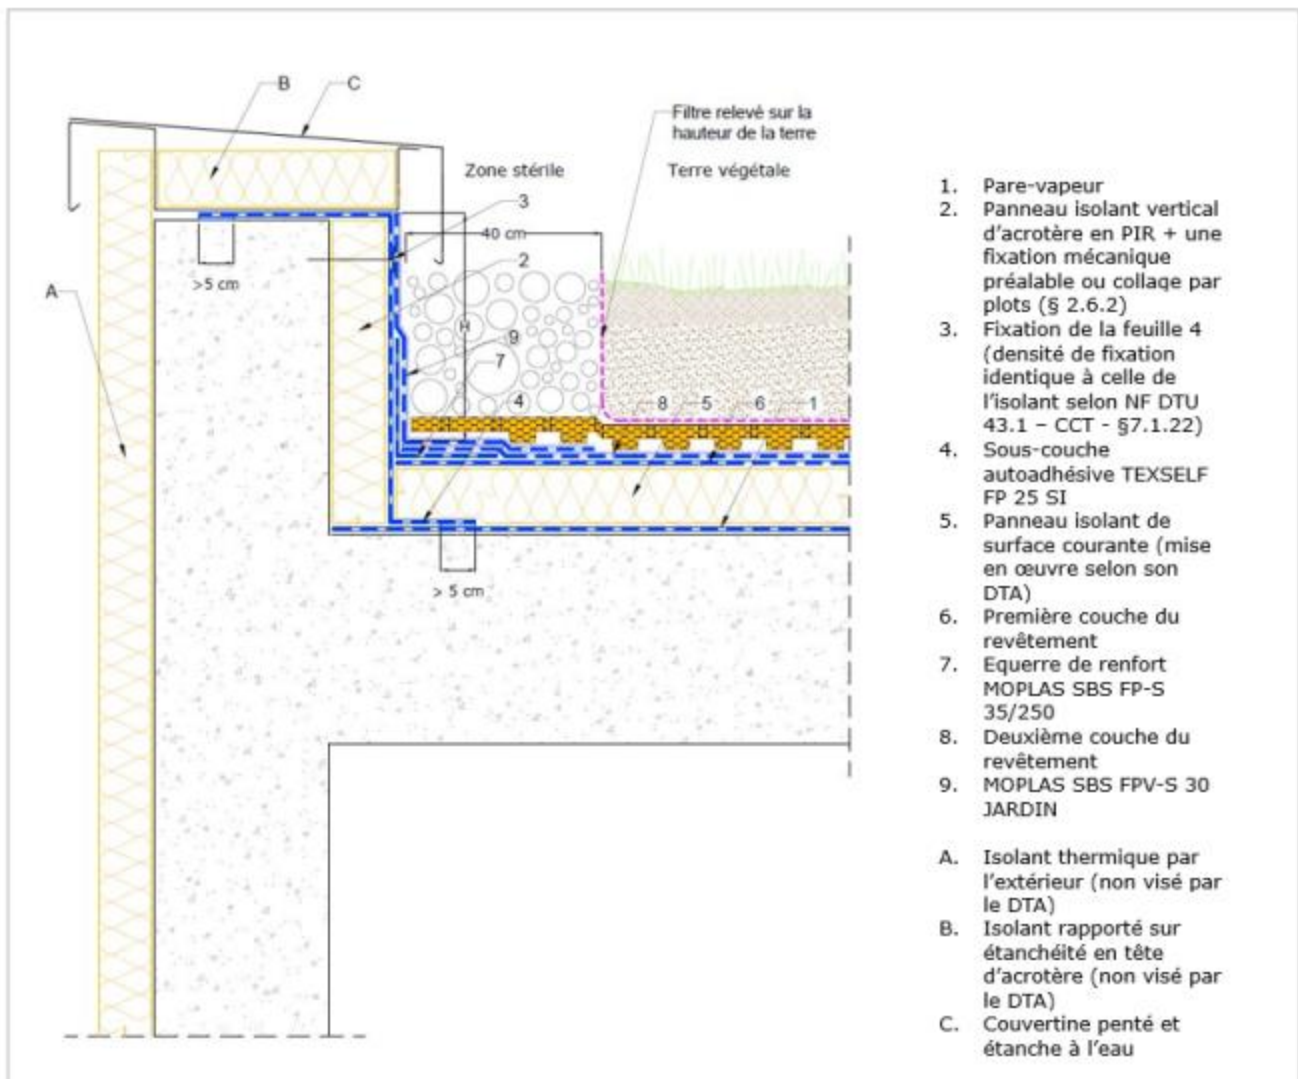 B
C
Filtre relevé sur la
hauteur de la terre
Zone stérile
Terre végétale
3
40 cm
2
>5 cm
A
H
9
7
4
8
5
6
1
> 5 cm
1. Pare-vapeur
2. Panneau isolant vertical
d'acrotère en PIR + une
fixation mécanique
préalable ou collage par
plots (§ 2.6.2)
3. Fixation de la feuille 4
(densité de fixation
identique à celle de
l'isolant selon NF DTU
43.1 – CCT - §7.1.22)
4. Sous-couche
autoadhésive TEXSELF
FP 25 SI
5. Panneau isolant de
surface courante (mise
en œuvre selon son
DTA)
6. Première couche du
revêtement
7. Equerre de renfort
MOPLAS SBS FP-S
35/250
8. Deuxième couche du
revêtement
9. MOPLAS SBS FPV-S 30
JARDIN
A. Isolant thermique par
l'extérieur (non visé par
le DTA)
B. Isolant rapporté sur
étanchéité en tête
d'acrotère (non visé par
le DTA)
C. Couvertine penté et
étanche à l'eau